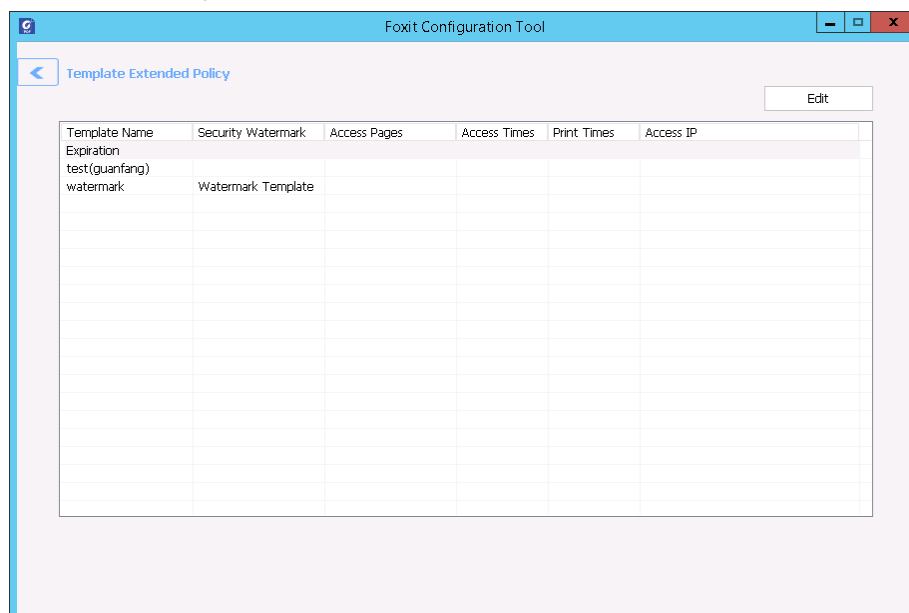 Foxit Configuration Tool
Template Extended Policy
Edit
Template Name Security Watermark Access Pages Access Times Print Times Access IP
Expiration
test(guanfang)
watermark Watermark Template